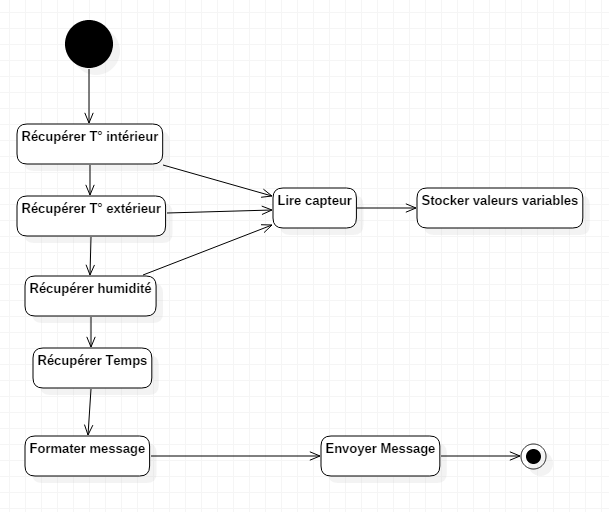 Récupérer T° intérieur
Récupérer T° extérieur
Lire capteur
Stocker valeurs variables
Récupérer humidité
Récupérer Temps
Formater message
Envoyer Message